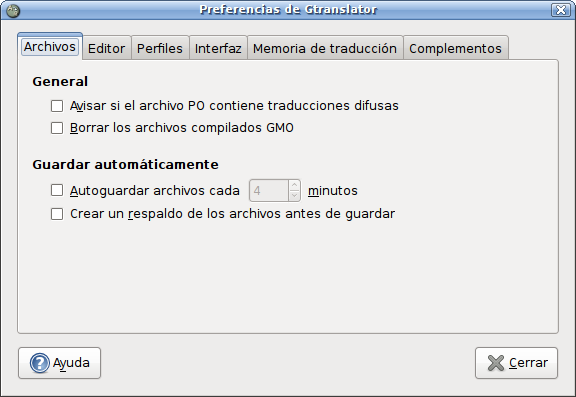 Preferencias de Gtranslator
Archivos Editor Perfiles Interfaz Memoria de traducción Complementos
General
Avisar si el archivo PO contiene traducciones difusas
Borrar los archivos compilados GMO
Guardar automáticamente
Autoguardar archivos cada 4 minutos
Crear un respaldo de los archivos antes de guardar
Ayuda Cerrar